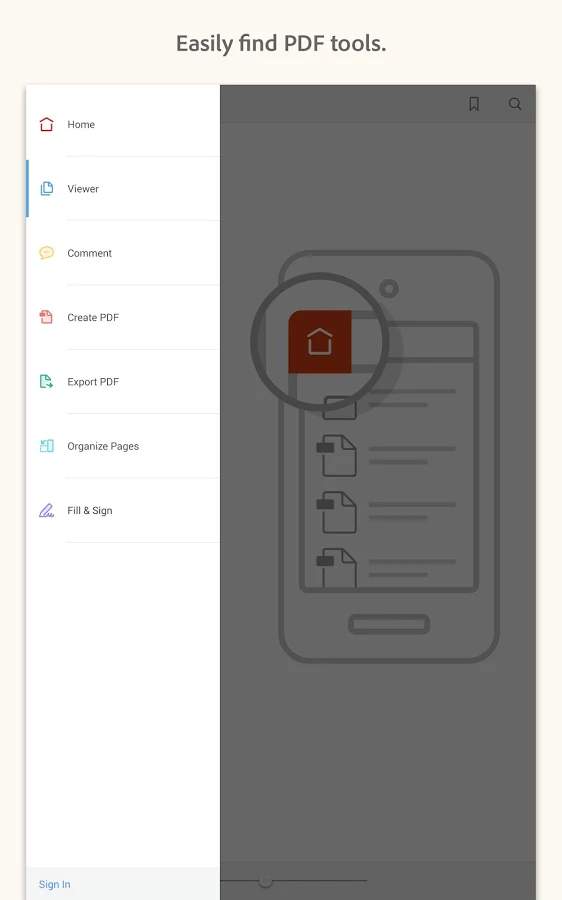 Easily find PDF tools.
Home
Viewer
Comment
Create PDF
Export PDF
Organize Pages
Fill & Sign
Sign In